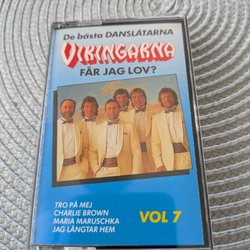 De bästa DANSLÅTARNA
VIKINGARNA
FÅR JAG LOV?
TRO PÅ MEJ
CHARLIE BROWN
MARIA MARUSCHKA
JAG LÄNGTAR HEM
VOL 7